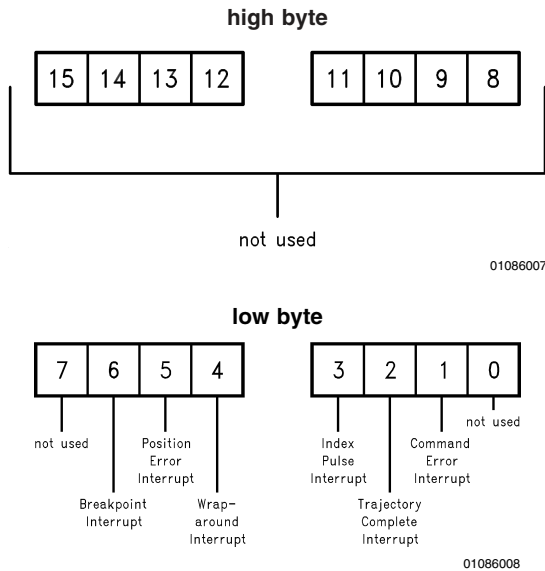 high byte
15 14 13 12 11 10 9 8
not used
01086007
low byte
7 6 5 4 3 2 1 0
not used
Breakpoint
Interrupt
Position
Error
Interrupt
Wrap-
around
Interrupt
Index
Pulse
Interrupt
Trajectory
Complete
Interrupt
Command
Error
Interrupt
not used
01086008